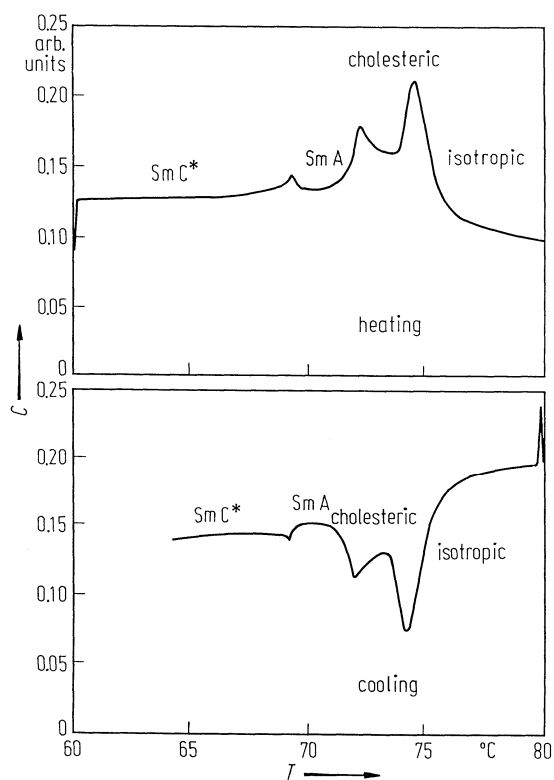 0.25
arb.
units
0.20
0.15
0.10
0.05
0
cholesteric
Sm A
isotropic
Sm C*
heating
C
0.25
0.20
0.15
0.10
0.05
0
Sm C*
Sm A
cholesteric
isotropic
cooling
60 65 70 75 °C 80
T